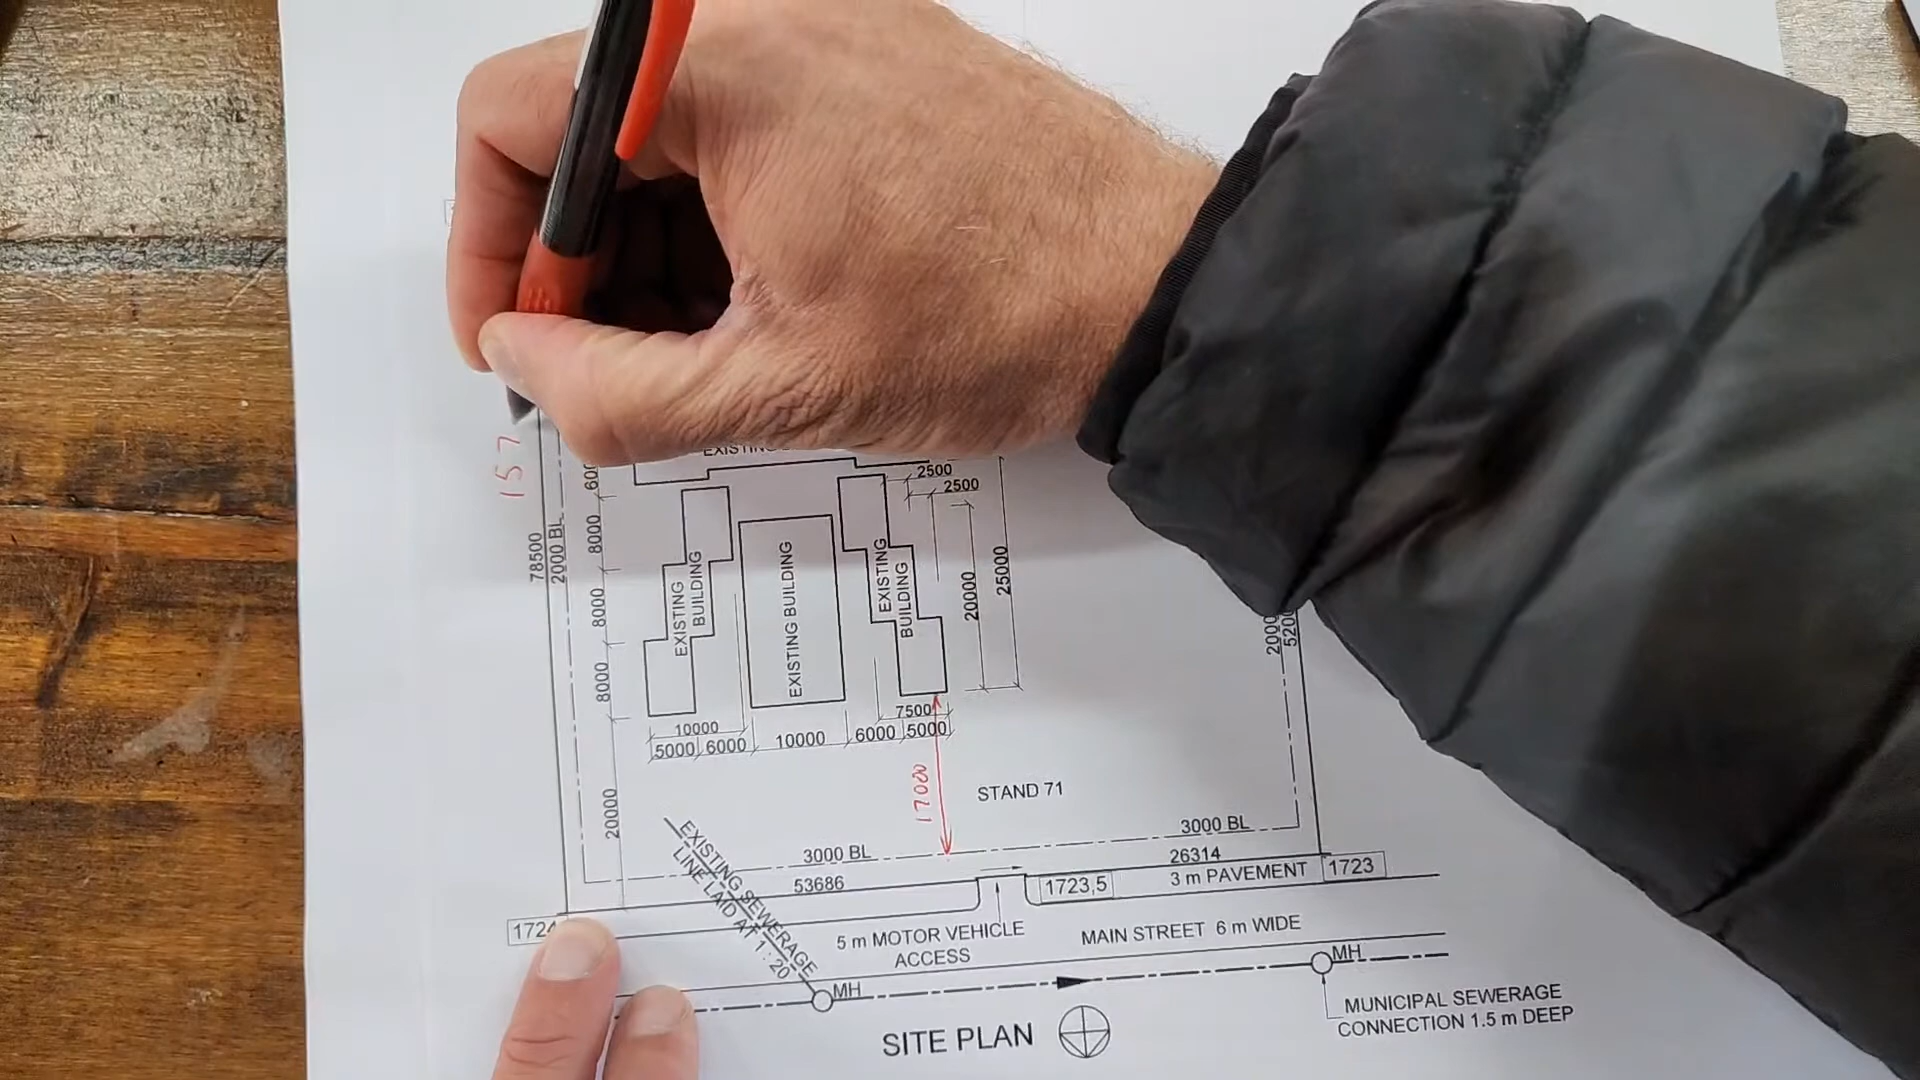 157
EXISTING
600
2500
2500
8000
78500
2000 BL
25000
20000
8000
EXISTING
BUILDING
EXISTING BUILDING
EXISTING
BUILDING
8000
7500
10000
5000 6000 10000 6000 5000
17000
STAND 71
20000
EXISTING SEWERAGE
LINE LAID AT 1 : 20
3000 BL
3000 BL
53686
26314
1723,5
3 m PAVEMENT
1723
1724
5 m MOTOR VEHICLE
ACCESS
MAIN STREET 6 m WIDE
MH
MH
MUNICIPAL SEWERAGE
CONNECTION 1.5 m DEEP
SITE PLAN